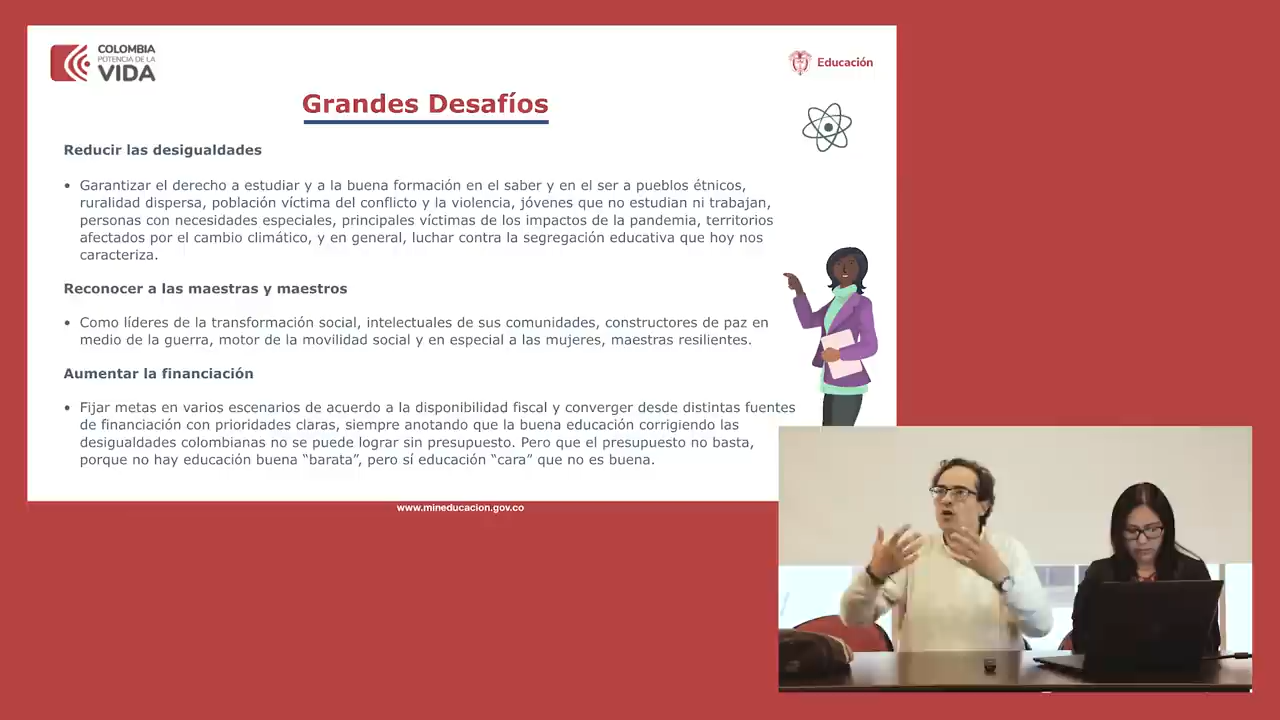 COLOMBIA
POTENCIA DE LA
VIDA
Educación
Grandes Desafíos
Reducir las desigualdades
• Garantizar el derecho a estudiar y a la buena formación en el saber y en el ser a pueblos étnicos,
ruralidad dispersa, población víctima del conflicto y la violencia, jóvenes que no estudian ni trabajan,
personas con necesidades especiales, principales víctimas de los impactos de la pandemia, territorios
afectados por el cambio climático, y en general, luchar contra la segregación educativa que hoy nos
caracteriza.
Reconocer a las maestras y maestros
• Como líderes de la transformación social, intelectuales de sus comunidades, constructores de paz en
medio de la guerra, motor de la movilidad social y en especial a las mujeres, maestras resilientes.
Aumentar la financiación
• Fijar metas en varios escenarios de acuerdo a la disponibilidad fiscal y converger desde distintas fuentes
de financiación con prioridades claras, siempre anotando que la buena educación corrigiendo las
desigualdades colombianas no se puede lograr sin presupuesto. Pero que el presupuesto no basta,
porque no hay educación buena “barata”, pero sí educación “cara” que no es buena.
www.mineducacion.gov.co